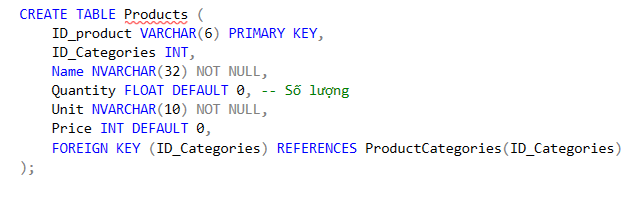 CREATE TABLE Products (
    ID_product VARCHAR(6) PRIMARY KEY,
    ID_Categories INT,
    Name NVARCHAR(32) NOT NULL,
    Quantity FLOAT DEFAULT 0, -- Số lượng
    Unit NVARCHAR(10) NOT NULL,
    Price INT DEFAULT 0,
    FOREIGN KEY (ID_Categories) REFERENCES ProductCategories(ID_Categories)
);